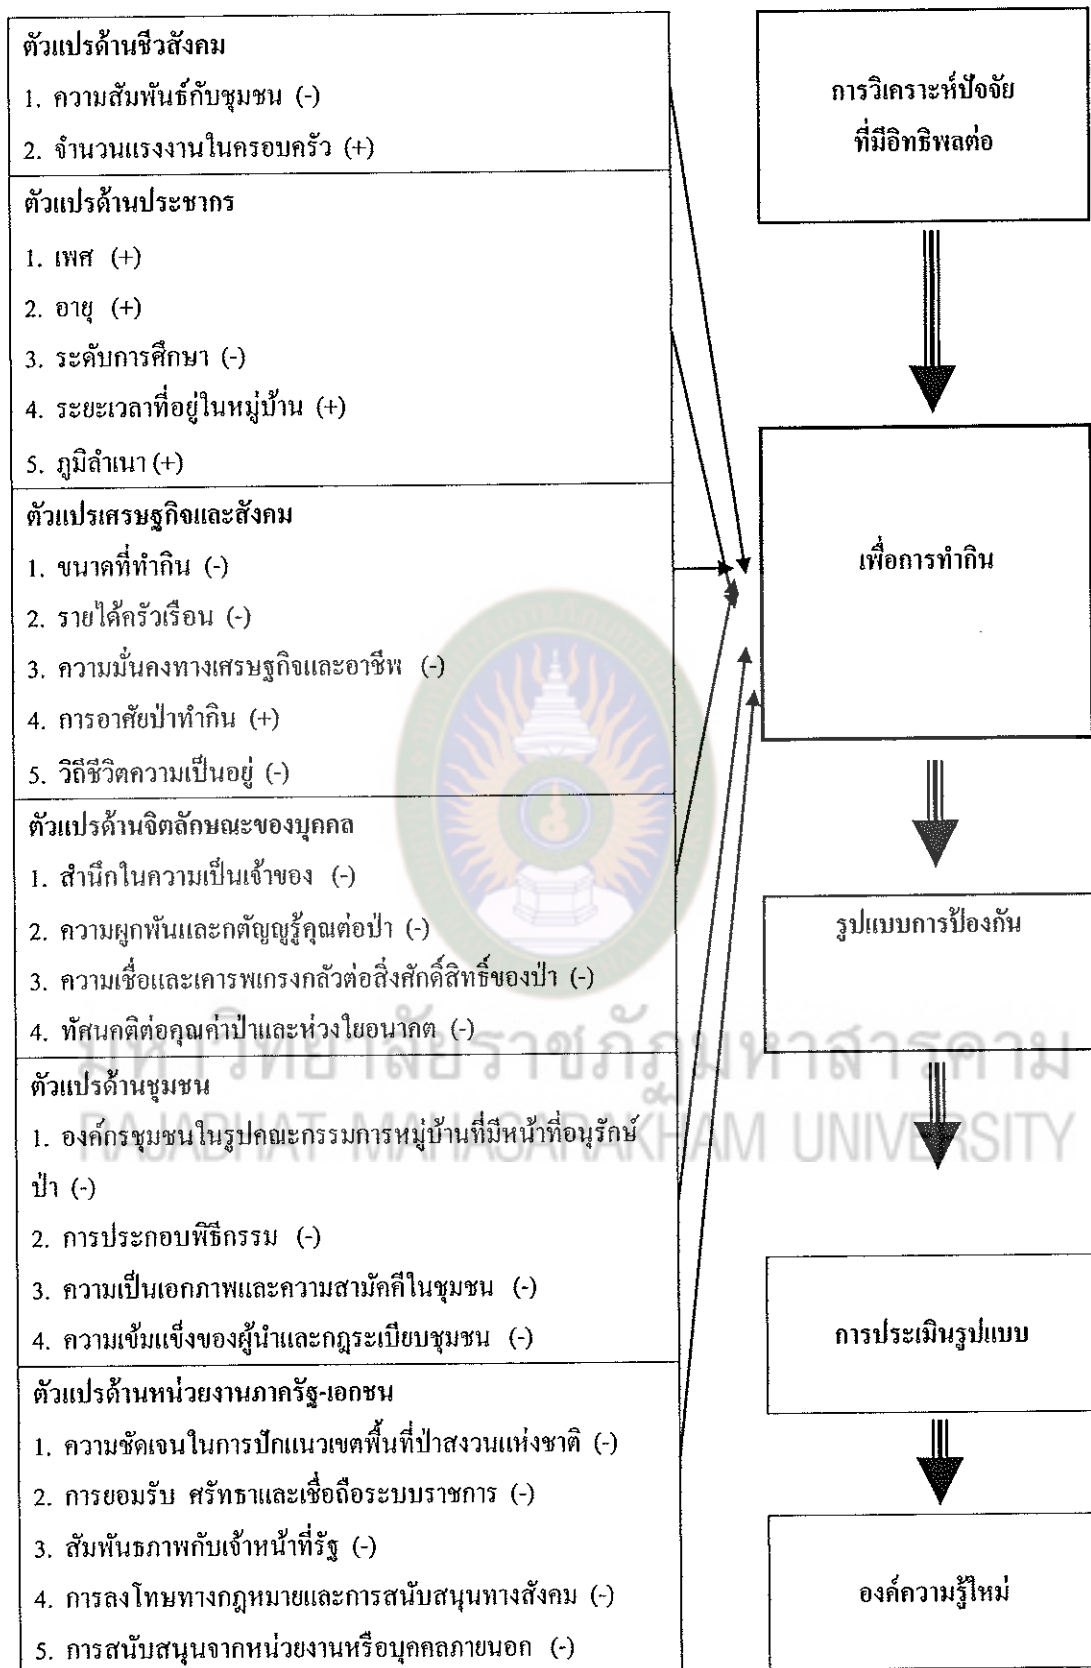 ตัวแปรด้านชีวสังคม
1. ความสัมพันธ์กับชุมชน (-)
2. จำนวนแรงงานในครอบครัว (+)
ตัวแปรด้านประชากร
1. เพศ (+)
2. อายุ (+)
3. ระดับการศึกษา (-)
4. ระยะเวลาที่อยู่ในหมู่บ้าน (+)
5. ภูมิลำเนา (+)
ตัวแปรเศรษฐกิจและสังคม
1. ขนาดที่ทำกิน (-)
2. รายได้ครัวเรือน (-)
3. ความมั่นคงทางเศรษฐกิจและอาชีพ (-)
4. การอาศัยป่าทำกิน (+)
5. วิถีชีวิตความเป็นอยู่ (-)
ตัวแปรด้านจิตลักษณะของบุคคล
1. สำนึกในความเป็นเจ้าของ (-)
2. ความผูกพันและกตัญญูรู้คุณต่อป่า (-)
3. ความเชื่อและเคารพเกรงกลัวต่อสิ่งศักดิ์สิทธิ์ของป่า (-)
4. ทัศนคติต่อคุณค่าป่าและห่วงใยอนาคต (-)
ตัวแปรด้านชุมชน
1. องค์กรชุมชนในรูปคณะกรรมการหมู่บ้านที่มีหน้าที่อนุรักษ์
ป่า (-)
2. การประกอบพิธีกรรม (-)
3. ความเป็นเอกภาพและความสามัคคีในชุมชน (-)
4. ความเข้มแข็งของผู้นำและกฎระเบียบชุมชน (-)
ตัวแปรด้านหน่วยงานภาครัฐ-เอกชน
1. ความชัดเจนในการปักแนวเขตพื้นที่ป่าสงวนแห่งชาติ (-)
2. การยอมรับ ศรัทธาและเชื่อถือระบบราชการ (-)
3. สัมพันธภาพกับเจ้าหน้าที่รัฐ (-)
4. การลงโทษทางกฎหมายและการสนับสนุนทางสังคม (-)
5. การสนับสนุนจากหน่วยงานหรือบุคคลภายนอก (-)
การวิเคราะห์ปัจจัย
ที่มีอิทธิพลต่อ
เพื่อการทำกิน
รูปแบบการป้องกัน
การประเมินรูปแบบ
องค์ความรู้ใหม่
มหาวิทยาลัยราชภัฏมหาสารคาม
RAJABHAT MAHASARAKHAM UNIVERSITY